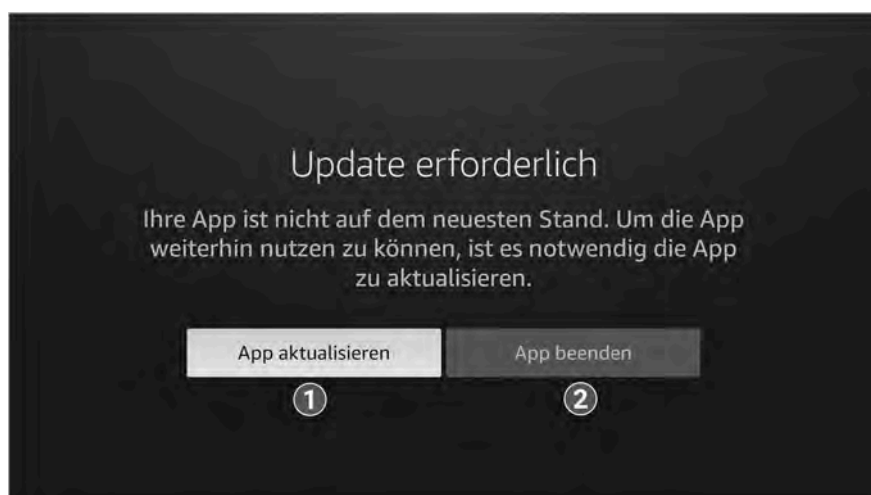 Update erforderlich
Ihre App ist nicht auf dem neuesten Stand. Um die App
weiterhin nutzen zu können, ist es notwendig die App
zu aktualisieren.
App aktualisieren App beenden
1 2